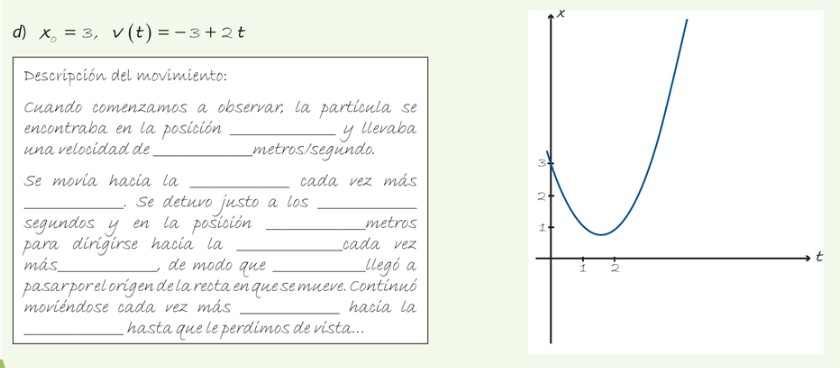 d) x₀ = 3, v(t) = -3 + 2t
Descripción del movimiento:
Cuando comenzamos a observar, la partícula se
encontraba en la posición ____________ y llevaba
una velocidad de ____________ metros/segundo.
Se movía hacia la ____________ cada vez más
____________. Se detuvo justo a los ____________
segundos y en la posición ____________ metros
para dirigirse hacia la ____________ cada vez
más ____________, de modo que ____________ llegó a
pasar por el origen de la recta en que se mueve. Continuó
moviéndose cada vez más ____________ hacia la
____________ hasta que le perdimos de vista...
x
3
2
1
1 2
t